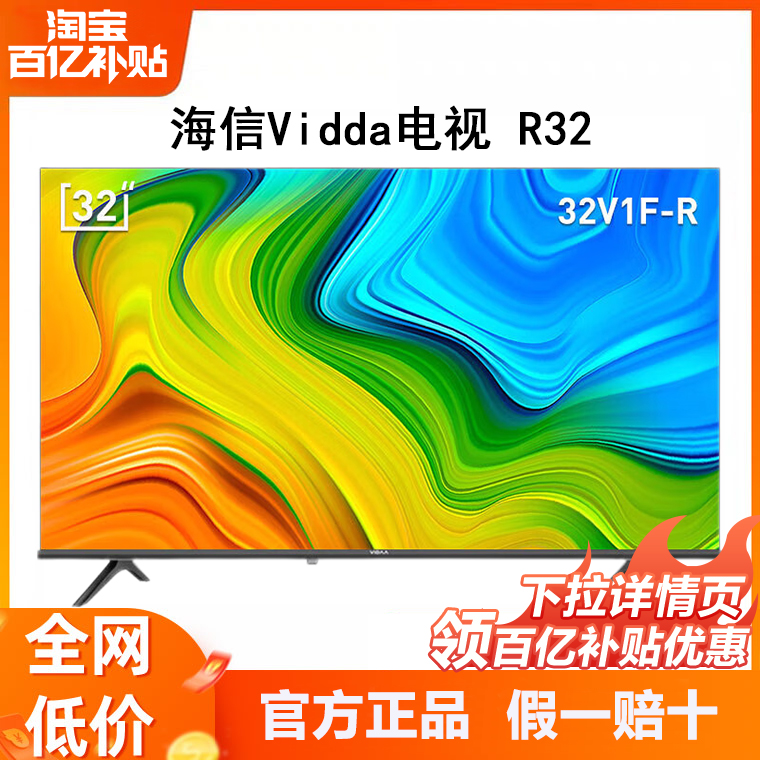 淘宝
百亿补贴
海信Vidda电视 R32
[32"
32V1F-R
下拉详情页
领百亿补贴优惠
全网
低价
官方正品 假一赔十